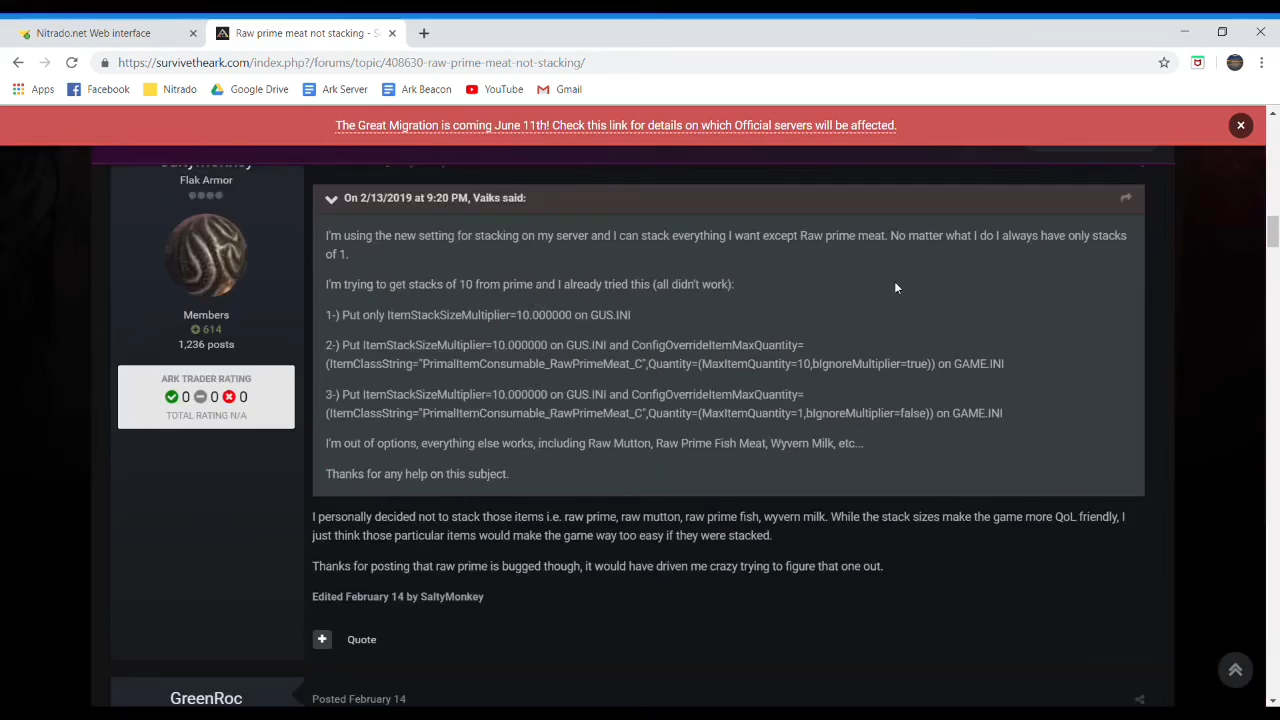 Nitrado.net Web interface
Raw prime meat not stacking - S
https://survivetheark.com/index.php?/forums/topic/408630-raw-prime-meat-not-stacking/
Apps Facebook Nitrado Google Drive Ark Server Ark Beacon YouTube Gmail
The Great Migration is coming June 11th! Check this link for details on which Official servers will be affected.
Flak Armor
Members
614
1,236 posts
ARK TRADER RATING
0 0 0
TOTAL RATING N/A
On 2/13/2019 at 9:20 PM, Vaiks said:
I'm using the new setting for stacking on my server and I can stack everything I want except Raw prime meat. No matter what I do I always have only stacks
of 1.
I'm trying to get stacks of 10 from prime and I already tried this (all didn't work):
1-) Put only ItemStackSizeMultiplier=10.000000 on GUS.INI
2-) Put ItemStackSizeMultiplier=10.000000 on GUS.INI and ConfigOverrideItemMaxQuantity=
(ItemClassString="PrimalItemConsumable_RawPrimeMeat_C",Quantity=(MaxItemQuantity=10,bIgnoreMultiplier=true)) on GAME.INI
3-) Put ItemStackSizeMultiplier=10.000000 on GUS.INI and ConfigOverrideItemMaxQuantity=
(ItemClassString="PrimalItemConsumable_RawPrimeMeat_C",Quantity=(MaxItemQuantity=1,bIgnoreMultiplier=false)) on GAME.INI
I'm out of options, everything else works, including Raw Mutton, Raw Prime Fish Meat, Wyvern Milk, etc...
Thanks for any help on this subject.
I personally decided not to stack those items i.e. raw prime, raw mutton, raw prime fish, wyvern milk. While the stack sizes make the game more QoL friendly, I
just think those particular items would make the game way too easy if they were stacked.
Thanks for posting that raw prime is bugged though, it would have driven me crazy trying to figure that one out.
Edited February 14 by SaltyMonkey
Quote
GreenRoc
Posted February 14